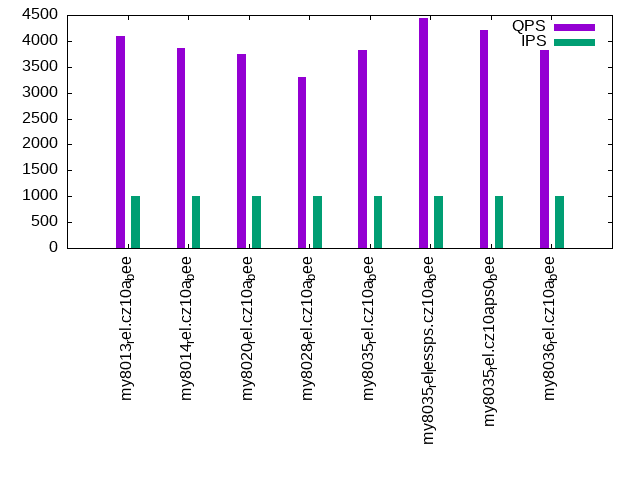 4500
4000
3500
3000
2500
2000
1500
1000
500
0
QPS
IPS
my8013rel.cz10abee
my8014rel.cz10abee
my8020rel.cz10abee
my8028rel.cz10abee
my8035rel.cz10abee
my8035rellessps.cz10abee
my8035rel.cz10aps0bee
my8036rel.cz10abee